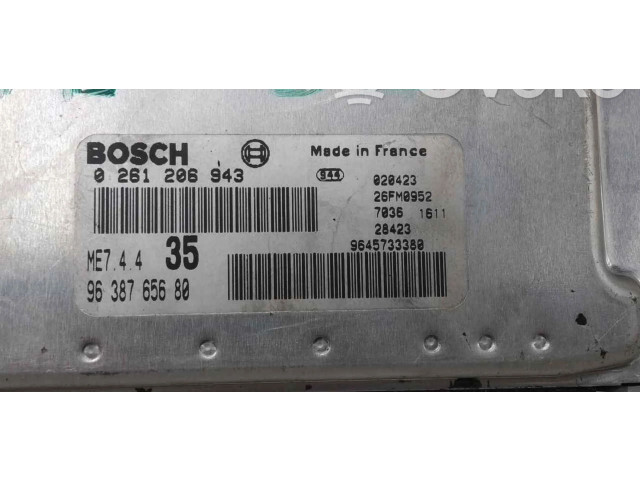 BOSCH
Made in France
0 261 206 943
944
020423
26FM0952
7036 1611
28423
9645733380
ME7.4.4 35
96 387 656 80